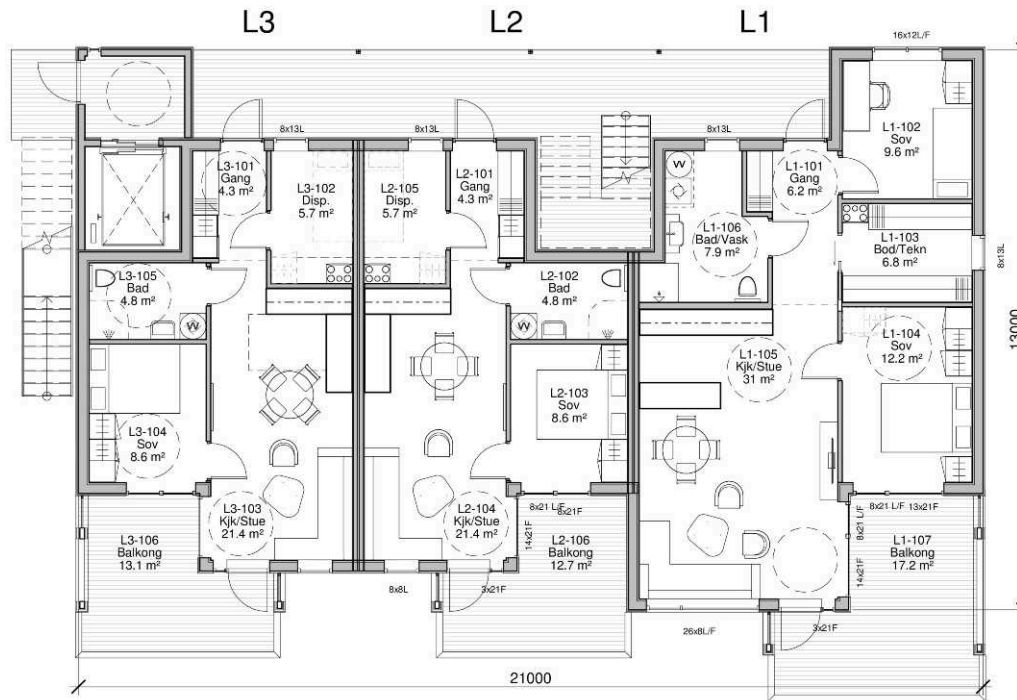 L3
L2
L1
16x12L/F
8x13L
8x13L
8x13L
L3-101
Gang
4.3 m²
L3-102
Disp.
5.7 m²
L2-105
Disp.
5.7 m²
L2-101
Gang
4.3 m²
L1-106
Bad/Vask
7.9 m²
L1-101
Gang
6.2 m²
L1-102
Sov
9.6 m²
L1-103
Bod/Tekn
6.8 m²
8x13L
L3-105
Bad
4.8 m²
W
L2-102
Bad
4.8 m²
W
W
L1-104
Sov
12.2 m²
13000
L1-105
Kjk/Stue
31 m²
L3-104
Sov
8.6 m²
L2-103
Sov
8.6 m²
L3-103
Kjk/Stue
21.4 m²
L2-104
Kjk/Stue
21.4 m²
8x21 L/F
8x21F
14x21F
8x21 L/F
13x21F
8x21 L/F
14x21F
L3-106
Balkong
13.1 m²
L2-106
Balkong
12.7 m²
L1-107
Balkong
17.2 m²
8x8L
3x21F
26x8L/F
3x21F
21000